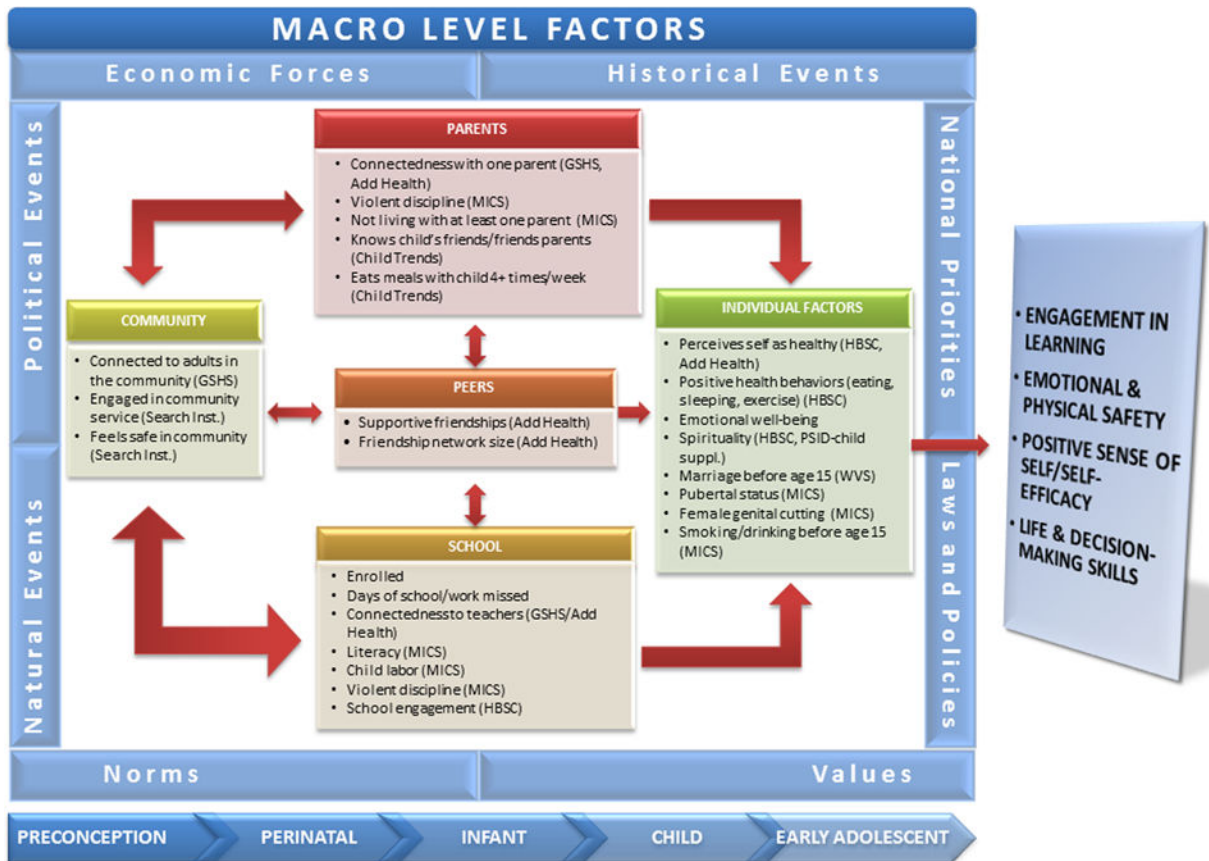 MACRO LEVEL FACTORS
Economic Forces
Historical Events
Political Events
Natural Events
PARENTS
• Connectedness with one parent (GSHS,
Add Health)
• Violent discipline (MICS)
• Not living with at least one parent (MICS)
• Knows child's friends/friends parents
(Child Trends)
• Eats meals with child 4+ times/week
(Child Trends)
COMMUNITY
• Connected to adults in
the community (GSHS)
• Engaged in community
service (Search Inst.)
• Feels safe in community
(Search Inst.)
PEERS
• Supportive friendships (Add Health)
• Friendship network size (Add Health)
SCHOOL
• Enrolled
• Days of school/work missed
• Connectedness to teachers (GSHS/Add
Health)
• Literacy (MICS)
• Child labor (MICS)
• Violent discipline (MICS)
• School engagement (HBSC)
INDIVIDUAL FACTORS
• Perceives self as healthy (HBSC,
Add Health)
• Positive health behaviors (eating,
sleeping, exercise) (HBSC)
• Emotional well-being
• Spirituality (HBSC, PSID-child
suppl.)
• Marriage before age 15 (WVS)
• Pubertal status (MICS)
• Female genital cutting (MICS)
• Smoking/drinking before age 15
(MICS)
National Priorities
Laws and Policies
• ENGAGEMENT IN
LEARNING
• EMOTIONAL &
PHYSICAL SAFETY
• POSITIVE SENSE OF
SELF/SELF-
EFFICACY
• LIFE & DECISION-
MAKING SKILLS
Norms
Values
PRECONCEPTION
PERINATAL
INFANT
CHILD
EARLY ADOLESCENT